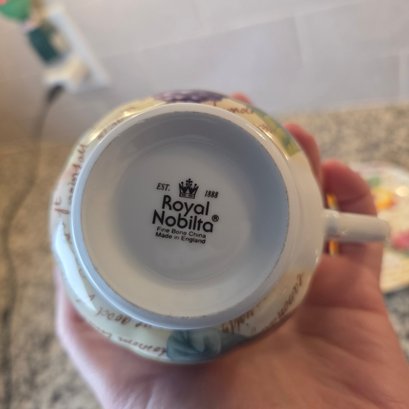 EST. 1888
Royal
Nobilta®
Fine Bone China
Made in England